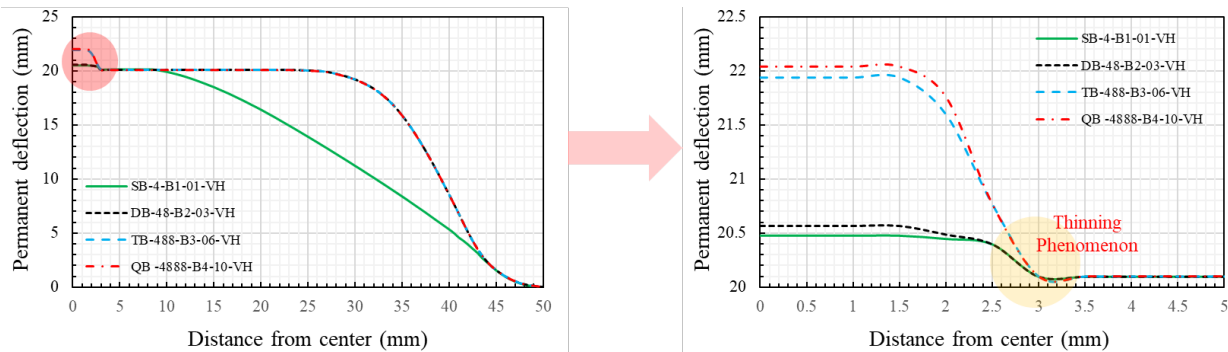 Permanent deflection (mm)
25
20
15
10
5
0
SB-4-B1-01-VH
DB-48-B2-03-VH
TB-488-B3-06-VH
QB -4888-B4-10-VH
0 5 10 15 20 25 30 35 40 45 50
Distance from center (mm)
Permanent deflection (mm)
22.5
22
21.5
21
20.5
20
SB-4-B1-01-VH
DB-48-B2-03-VH
TB-488-B3-06-VH
QB -4888-B4-10-VH
Thinning
Phenomenon
0 0.5 1 1.5 2 2.5 3 3.5 4 4.5 5
Distance from center (mm)